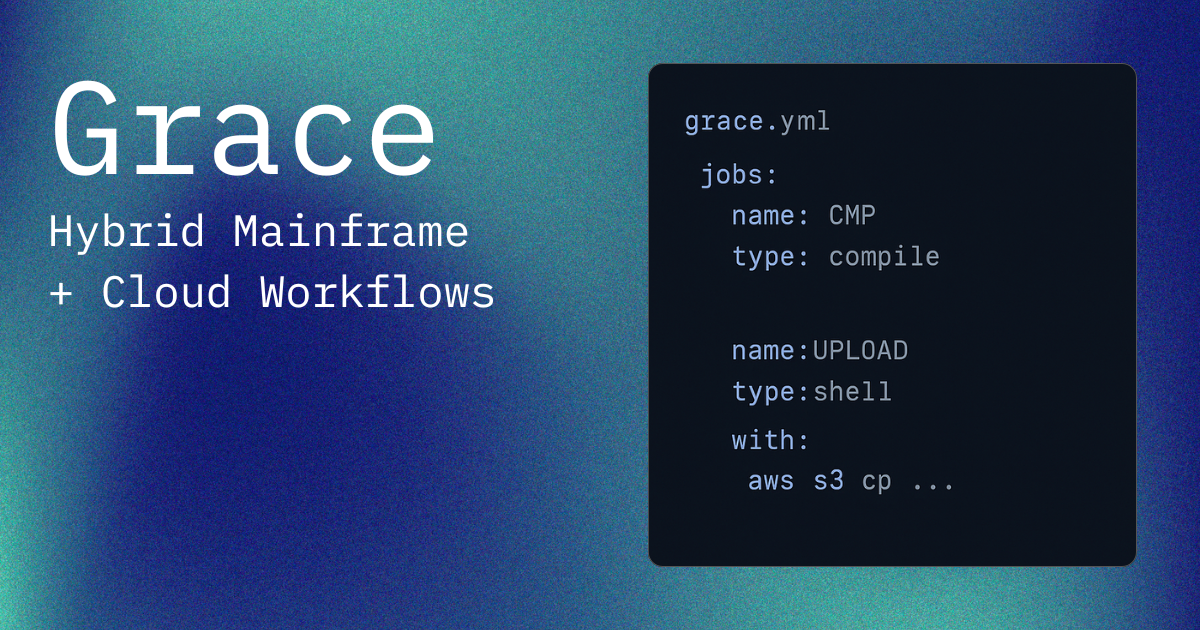 Grace
Hybrid Mainframe
+ Cloud Workflows
grace.yml
jobs:
name: CMP
type: compile
name:UPLOAD
type:shell
with:
aws s3 cp ...